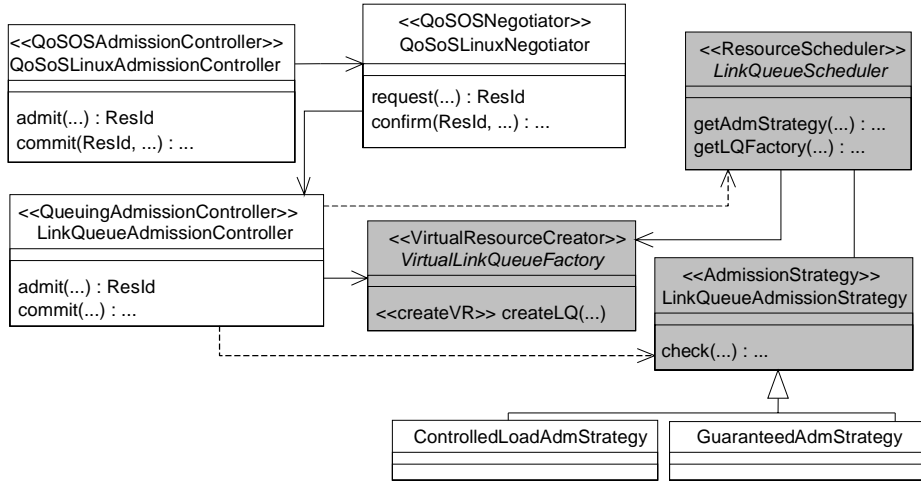 <<QoSOSAdmissionController>>
QoSoSLinuxAdmissionController
admit(...) : ResId
commit(ResId, ...) : ...
<<QoSOSNegotiator>>
QoSoSLinuxNegotiator
request(...) : ResId
confirm(ResId, ...) : ...
<<ResourceScheduler>>
LinkQueueScheduler
getAdmStrategy(...) : ...
getLQFactory(...) : ...
<<QueuingAdmissionController>>
LinkQueueAdmissionController
admit(...) : ResId
commit(...) : ...
<<VirtualResourceCreator>>
VirtualLinkQueueFactory
<<createVR>> createLQ(...)
<<AdmissionStrategy>>
LinkQueueAdmissionStrategy
check(...) : ...
ControlledLoadAdmStrategy
GuaranteedAdmStrategy